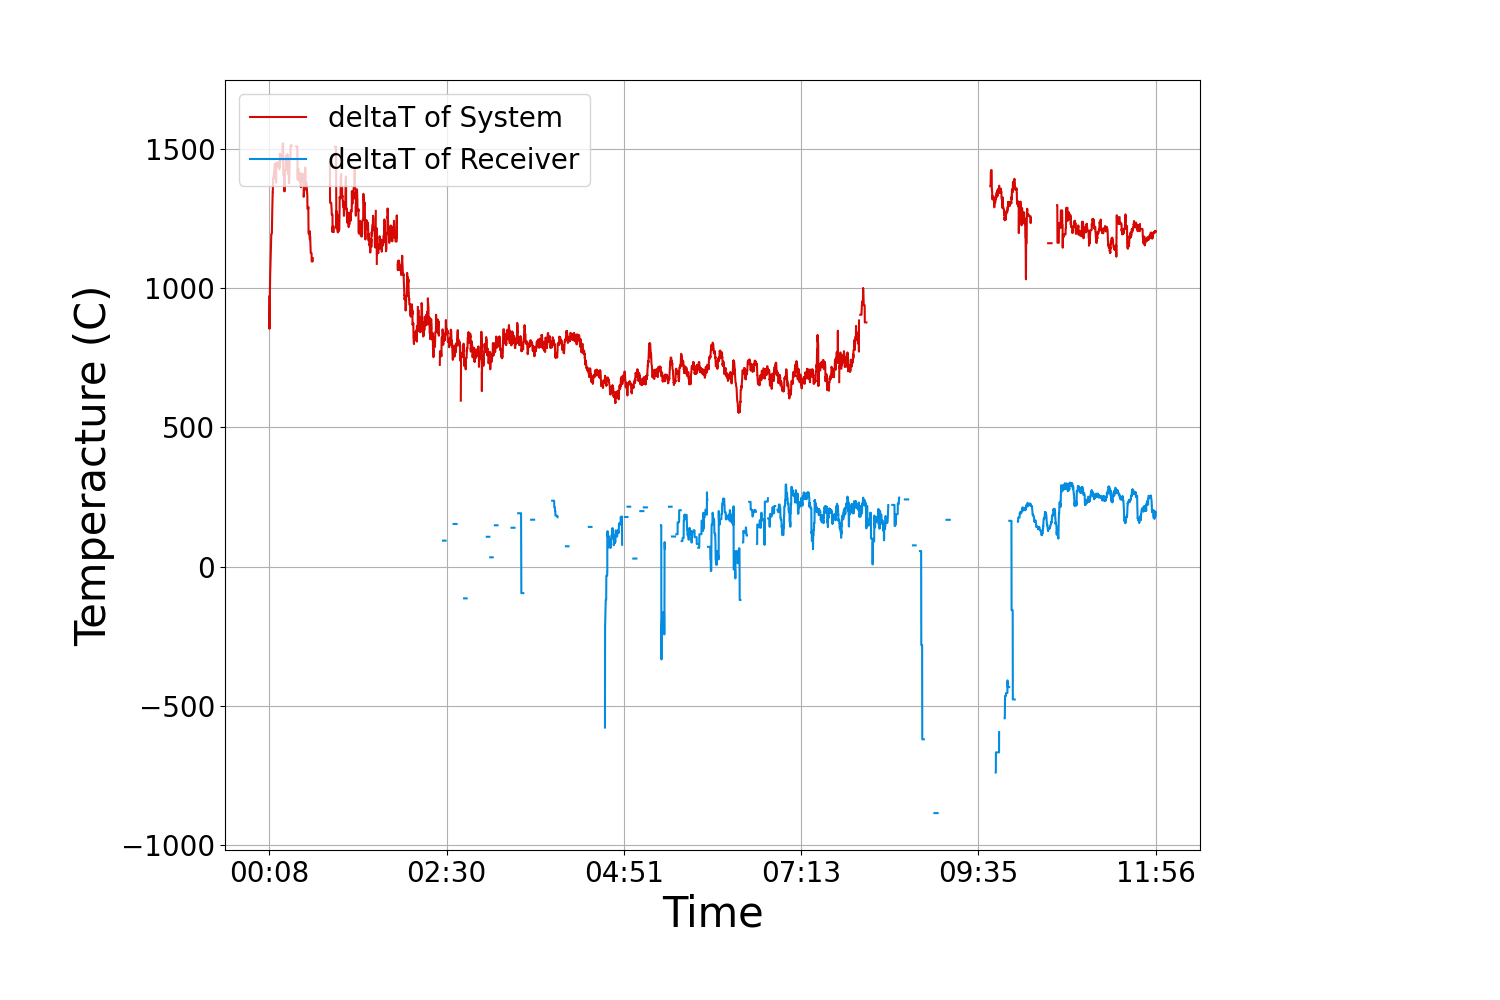 deltaT of System
deltaT of Receiver
1500
1000
500
0
−500
−1000
Temperacture (C)
00:08 02:30 04:51 07:13 09:35 11:56
Time